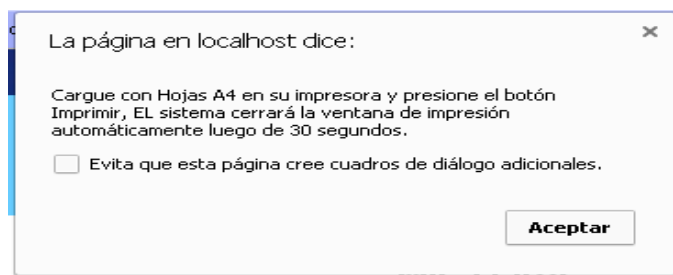 La página en localhost dice:
Cargue con Hojas A4 en su impresora y presione el botón
Imprimir, EL sistema cerrará la ventana de impresión
automáticamente luego de 30 segundos.
Evita que esta página cree cuadros de diálogo adicionales.
Aceptar